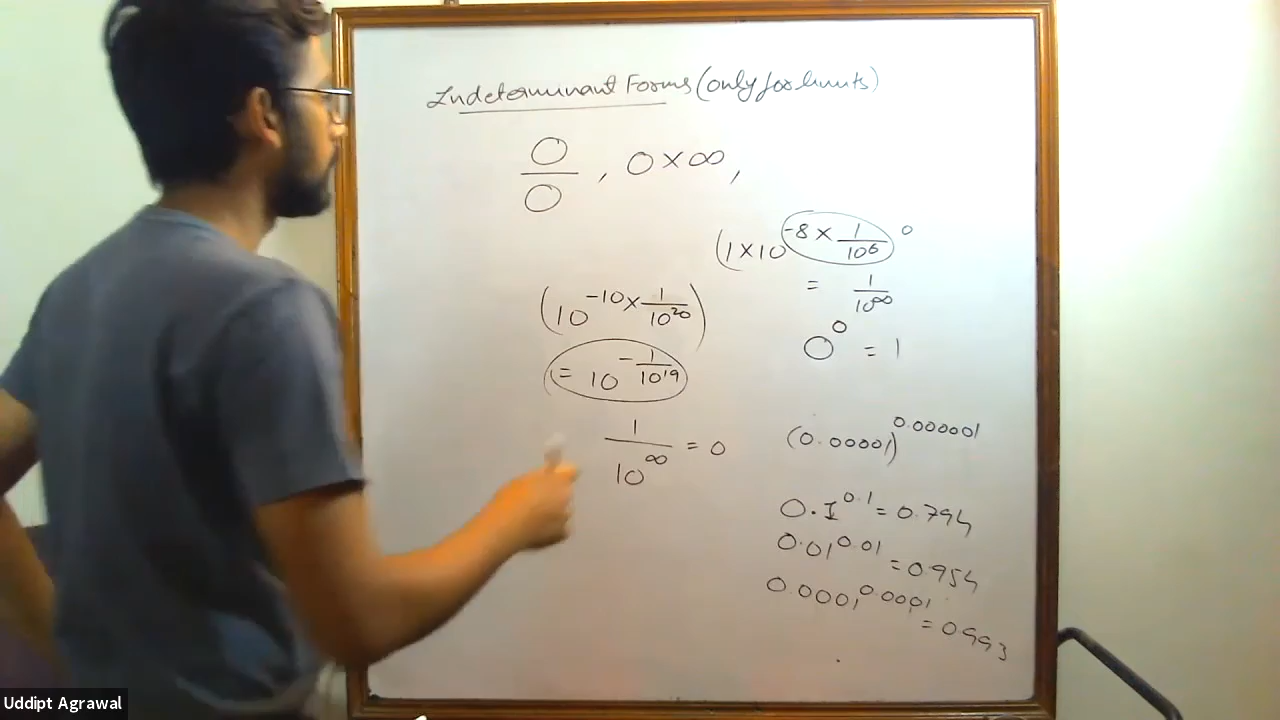 Indeterminant Forms (only for limits)
0/0 , 0 × ∞ ,
(1 × 10^(-8 × 1/10^6) 0
= 1/10^∞
0^0 = 1
(10^(-10 × 1/10^20))
= 10^(-1/10^19)
1/10^∞ = 0
(0.00001)^0.000001
0.1^0.1 = 0.794
0.01^0.01
= 0.954
0.0001^0.0001
= 0.993
Uddipt Agrawal